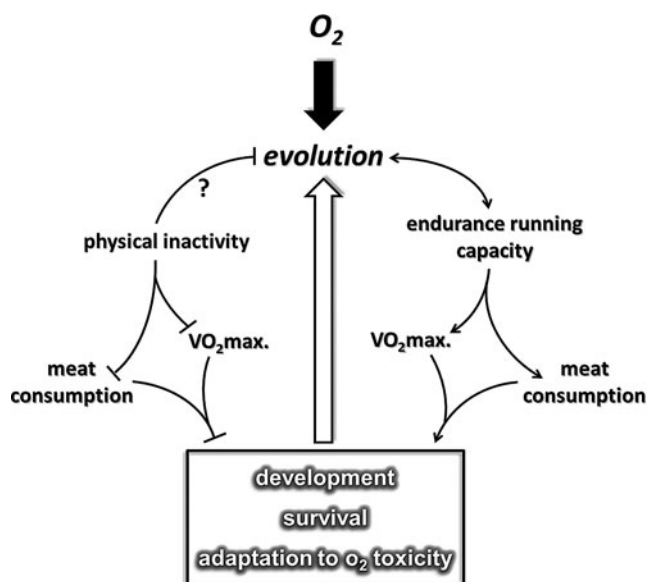 O₂
evolution
?
physical inactivity
endurance running
capacity
VO₂max.
VO₂max.
meat
consumption
meat
consumption
development
survival
adaptation to o₂ toxicity